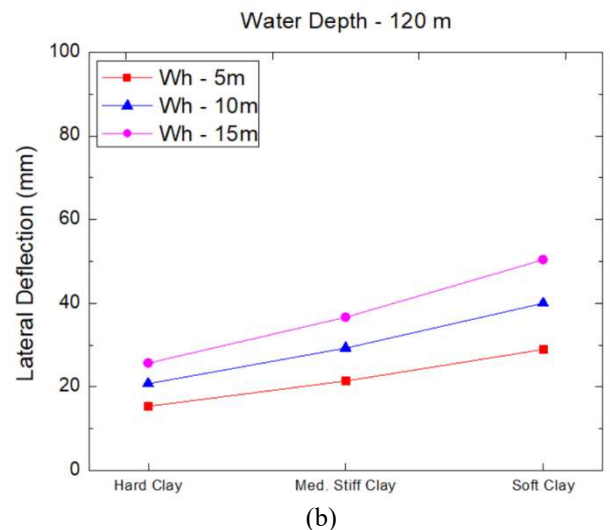 Water Depth - 120 m
100
80
60
40
20
0
Lateral Deflection (mm)
Wh - 5m
Wh - 10m
Wh - 15m
Hard Clay Med. Stiff Clay Soft Clay
(b)